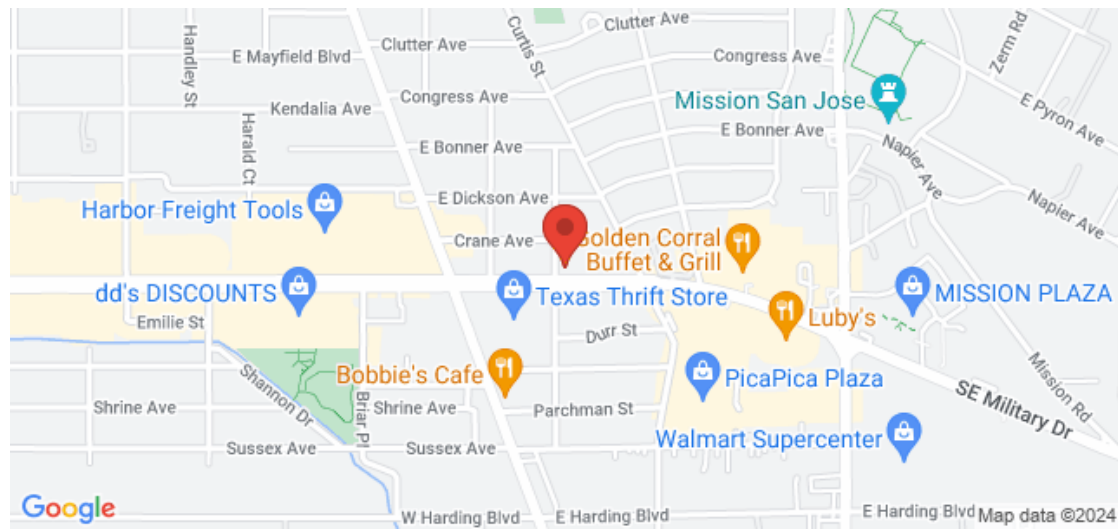 Clutter Ave
Clutter Ave
Handley St
E Mayfield Blvd
Curtis St
Congress Ave
Zerm Rd
Congress Ave
Kendalia Ave
Mission San Jose
E Pyron Ave
Harald Ct
E Bonner Ave
E Bonner Ave
Napier Ave
E Dickson Ave
Napier Ave
Harbor Freight Tools
Crane Ave
Golden Corral
Buffet & Grill
dd's DISCOUNTS
Texas Thrift Store
MISSION PLAZA
Emilie St
Durr St
Luby's
Bobbie's Cafe
PicaPica Plaza
Shannon Dr
Briar Pl
Mission Rd
SE Military Dr
Shrine Ave
Shrine Ave
Parchman St
Sussex Ave
Sussex Ave
Walmart Supercenter
Google
W Harding Blvd
E Harding Blvd
E Harding Blvd
Map data ©2024